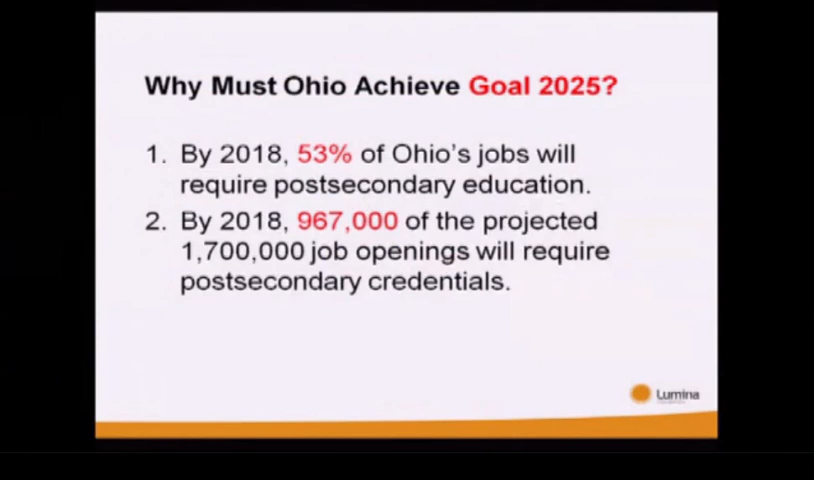 Why Must Ohio Achieve Goal 2025?
1. By 2018, 53% of Ohio's jobs will
require postsecondary education.
2. By 2018, 967,000 of the projected
1,700,000 job openings will require
postsecondary credentials.
Lumina